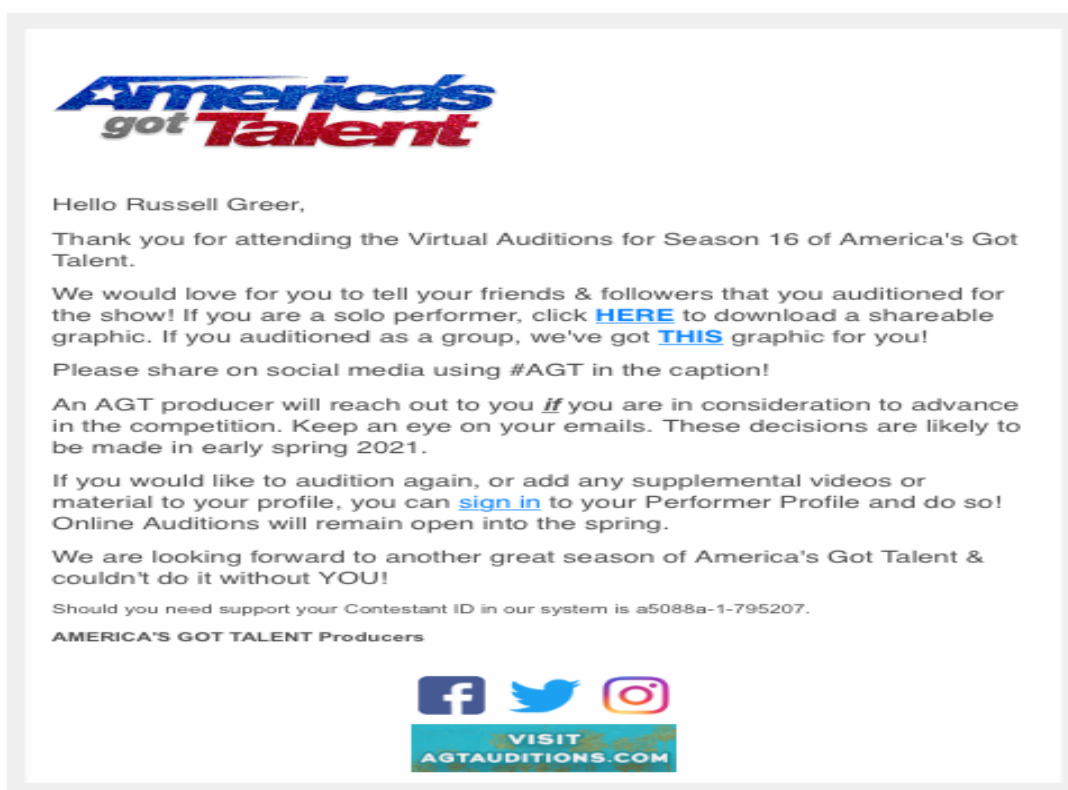 America's
got Talent
Hello Russell Greer,
Thank you for attending the Virtual Auditions for Season 16 of America's Got
Talent.
We would love for you to tell your friends & followers that you auditioned for
the show! If you are a solo performer, click HERE to download a shareable
graphic. If you auditioned as a group, we've got THIS graphic for you!
Please share on social media using #AGT in the caption!
An AGT producer will reach out to you if you are in consideration to advance
in the competition. Keep an eye on your emails. These decisions are likely to
be made in early spring 2021.
If you would like to audition again, or add any supplemental videos or
material to your profile, you can sign in to your Performer Profile and do so!
Online Auditions will remain open into the spring.
We are looking forward to another great season of America's Got Talent &
couldn't do it without YOU!
Should you need support your Contestant ID in our system is a5088a-1-795207.
AMERICA'S GOT TALENT Producers
VISIT
AGTAUDITIONS.COM